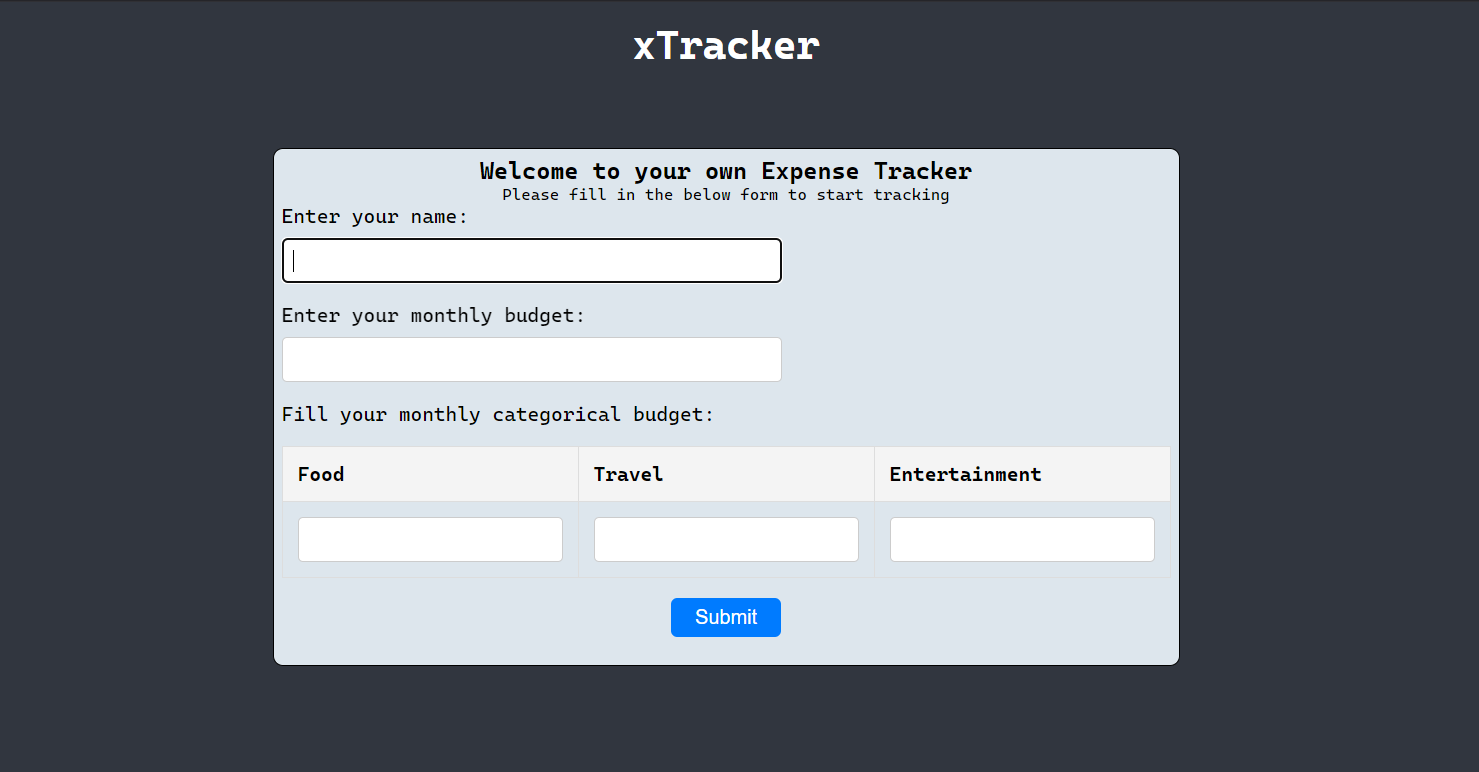 xTracker
Welcome to your own Expense Tracker
Please fill in the below form to start tracking
Enter your name:
Enter your monthly budget:
Fill your monthly categorical budget:
Food Travel Entertainment
Submit